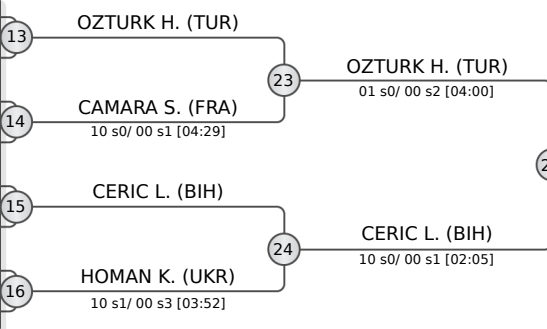 OZTURK H. (TUR)
13
23
OZTURK H. (TUR)
01 s0/ 00 s2 [04:00]
CAMARA S. (FRA)
14
10 s0/ 00 s1 [04:29]
CERIC L. (BIH)
15
24
CERIC L. (BIH)
10 s0/ 00 s1 [02:05]
HOMAN K. (UKR)
16
10 s1/ 00 s3 [03:52]